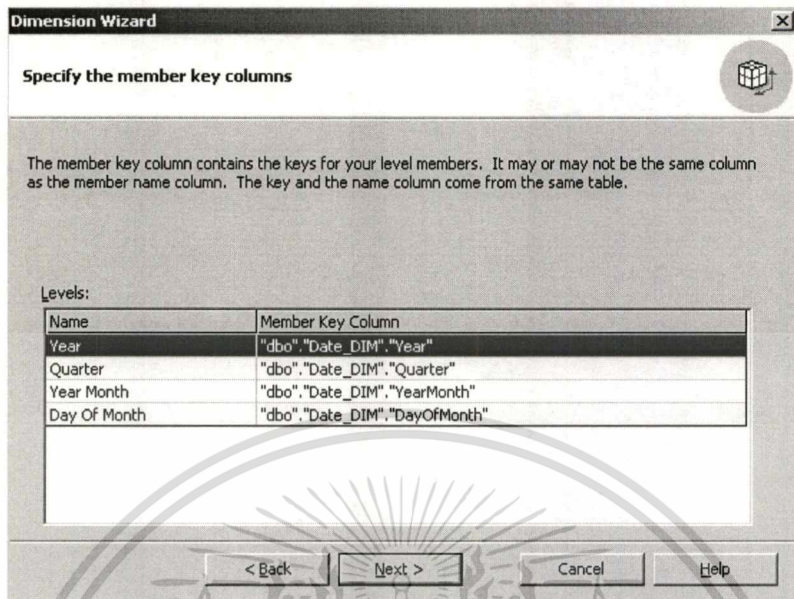 Dimension Wizard
Specify the member key columns
The member key column contains the keys for your level members. It may or may not be the same column
as the member name column. The key and the name column come from the same table.
Levels:
Name Member Key Column
Year "dbo"."Date_DIM"."Year"
Quarter "dbo"."Date_DIM"."Quarter"
Year Month "dbo"."Date_DIM"."YearMonth"
Day Of Month "dbo"."Date_DIM"."DayOfMonth"
< Back Next > Cancel Help